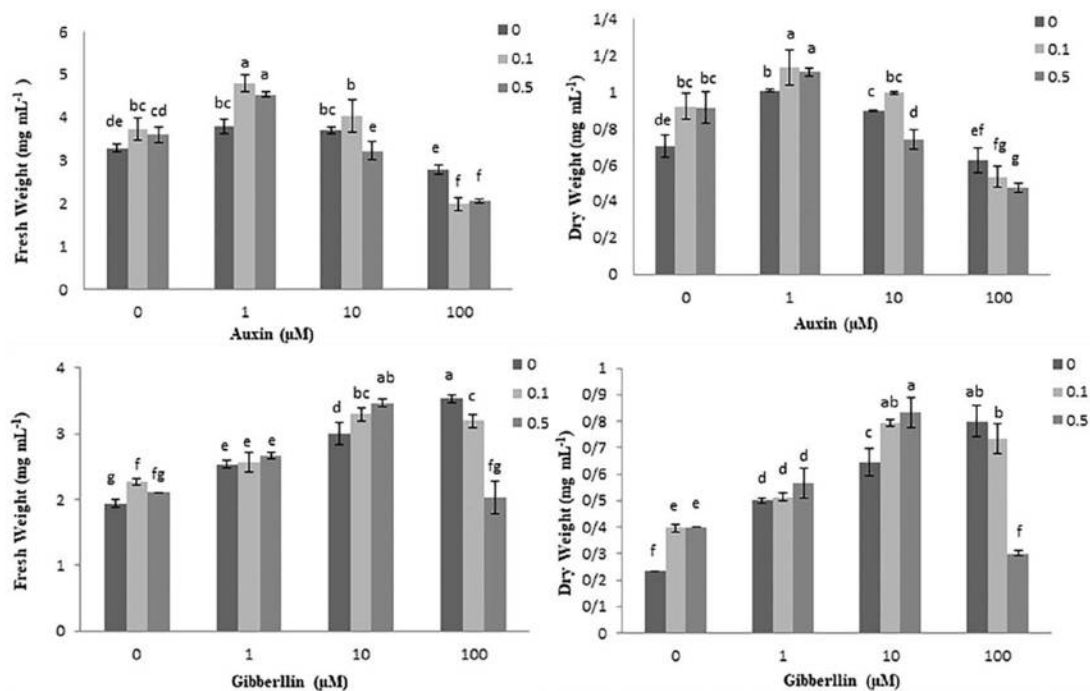 6
5
4
3
2
1
0
Fresh Weight (mg mL-1)
de bc cd
bc a a
bc b e
e f f
0 1 10 100
Auxin (µM)
0
0.1
0.5
1/4
1/2
1
0/8
0/6
0/4
0/2
0
Dry Weight (mg mL-1)
de bc bc
b a a
c bc d
ef fg g
0 1 10 100
Auxin (µM)
0
0.1
0.5
4
3
2
1
0
Fresh Weight (mg mL-1)
g f fg
e e e
d bc ab
a c fg
0 1 10 100
Gibberllin (µM)
0
0.1
0.5
1
0/9
0/8
0/7
0/6
0/5
0/4
0/3
0/2
0/1
0
Dry Weight (mg mL-1)
f e e
d d d
c ab a
ab b f
0 1 10 100
Gibberllin (µM)
0
0.1
0.5